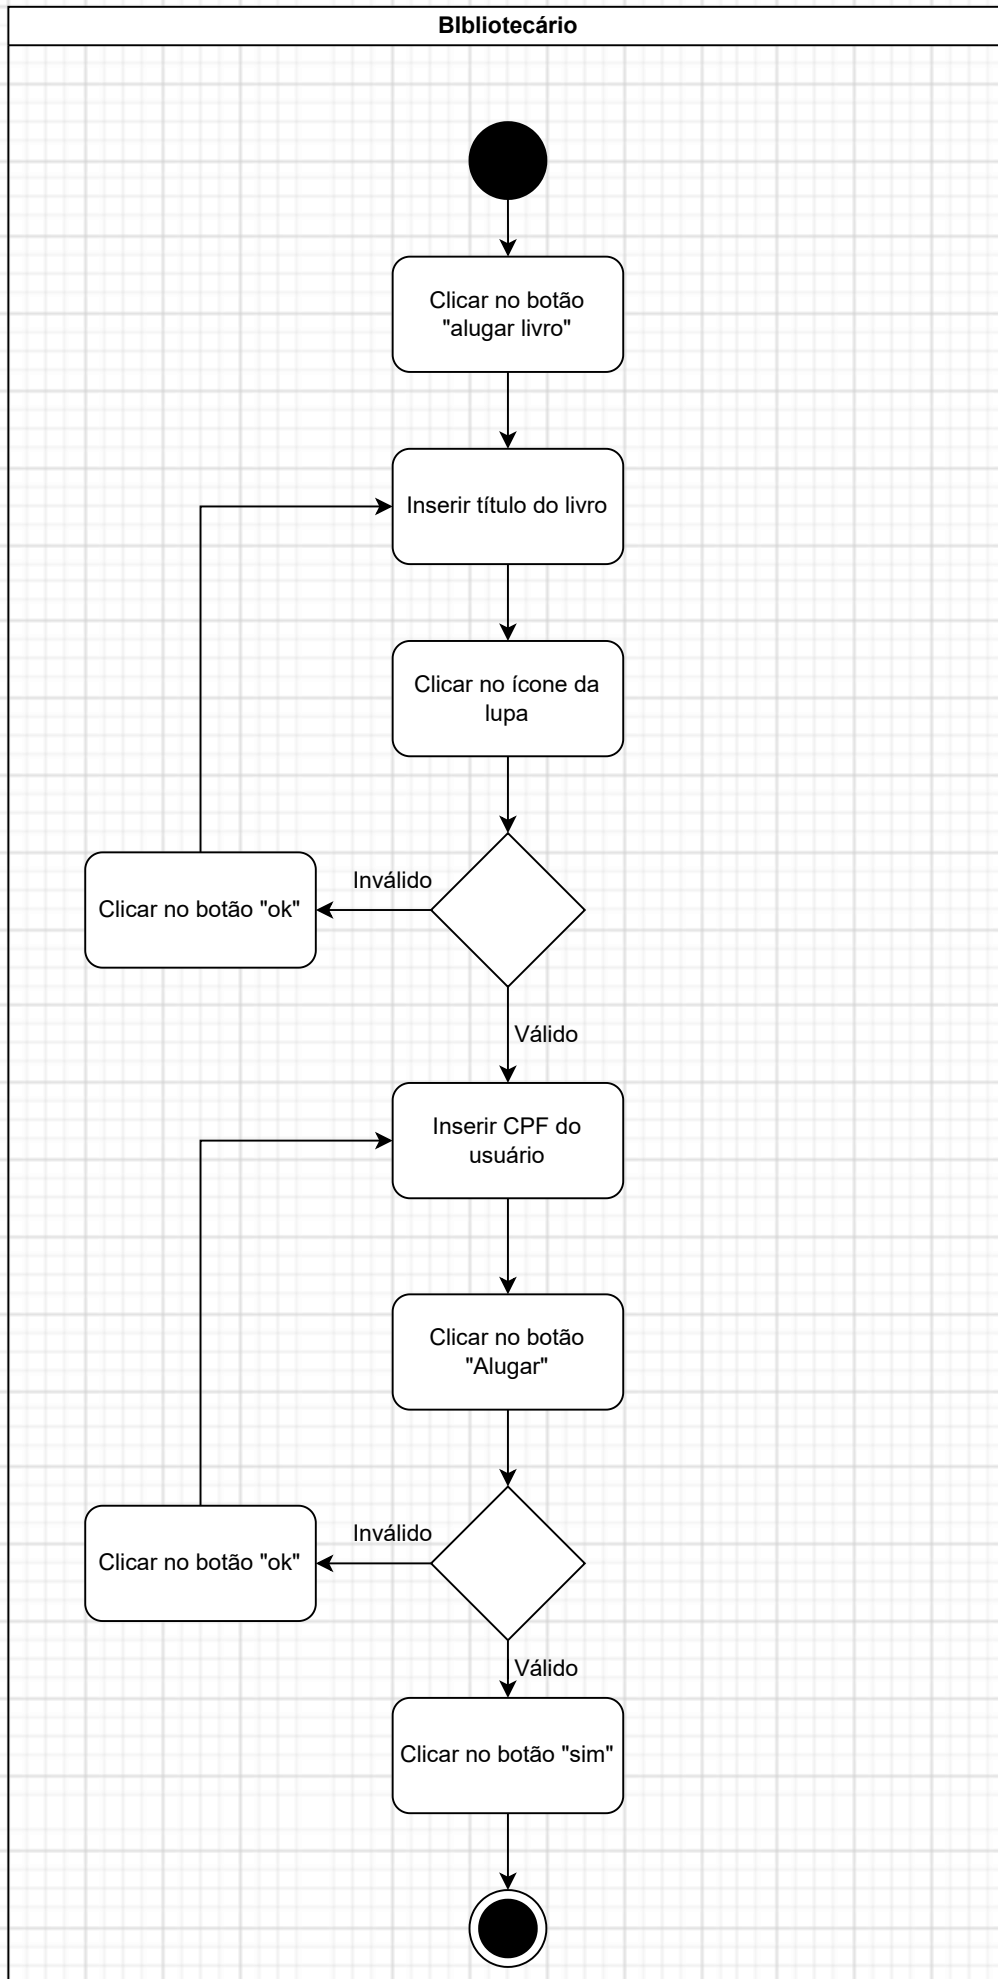 BIbliotecário
Clicar no botão
"alugar livro"
Inserir título do livro
Clicar no ícone da
lupa
Inválido
Clicar no botão "ok"
Válido
Inserir CPF do
usuário
Clicar no botão
"Alugar"
Inválido
Clicar no botão "ok"
Válido
Clicar no botão "sim"